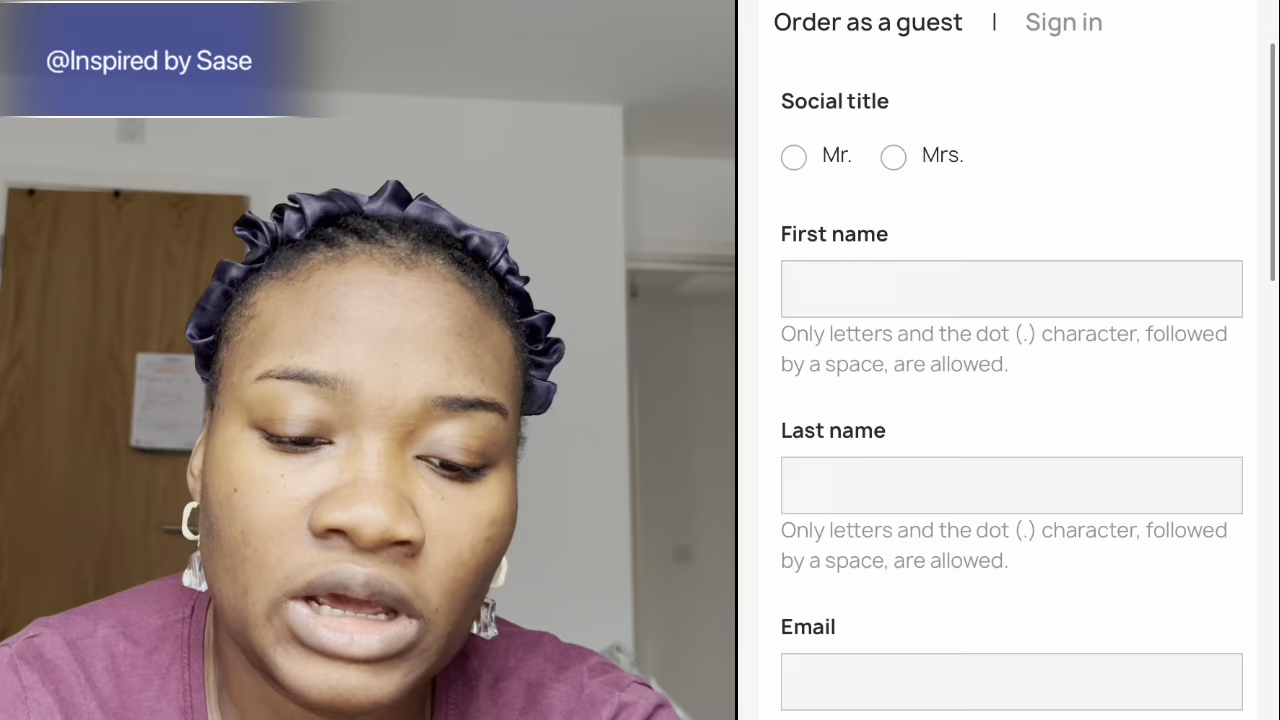 @Inspired by Sase
Order as a guest | Sign in
Social title
Mr. Mrs.
First name
Only letters and the dot (.) character, followed
by a space, are allowed.
Last name
Only letters and the dot (.) character, followed
by a space, are allowed.
Email